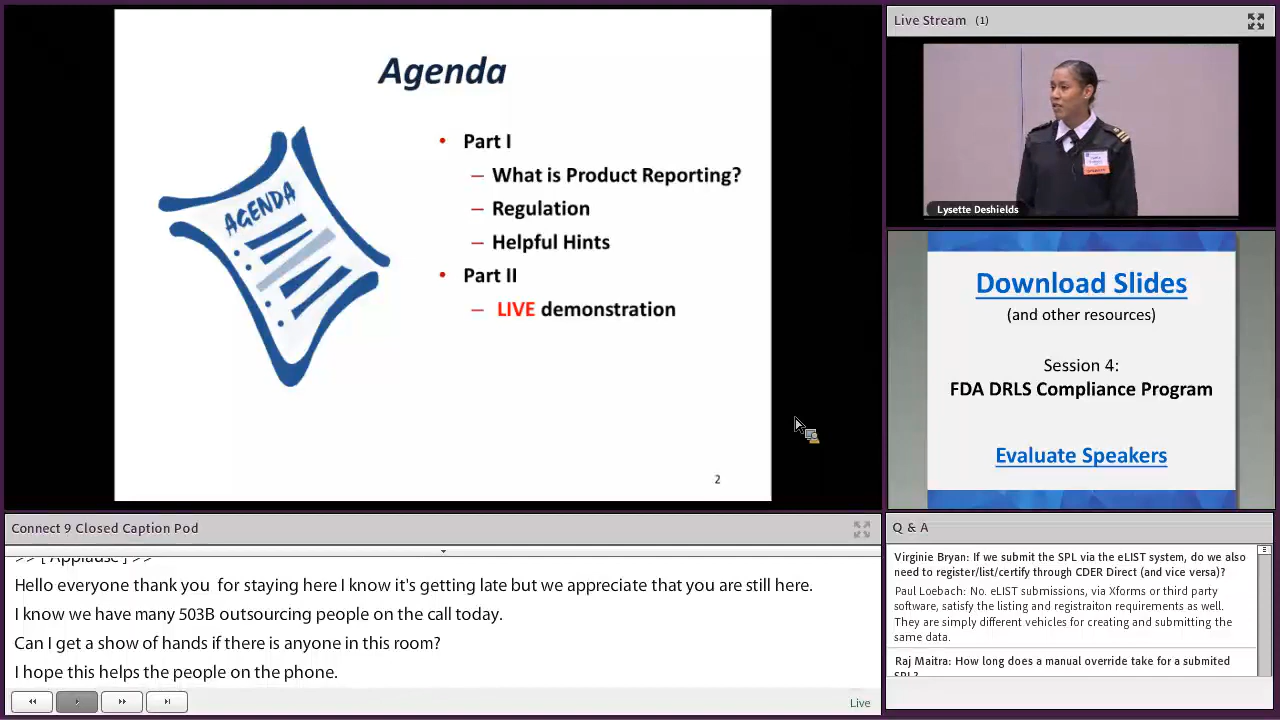 Agenda
AGENDA
• Part I
– What is Product Reporting?
– Regulation
– Helpful Hints
• Part II
– LIVE demonstration
2
Live Stream (1)
Lysette Deshields
Download Slides
(and other resources)
Session 4:
FDA DRLS Compliance Program
Evaluate Speakers
Connect 9 Closed Caption Pod
>> [ Applause ] >>
Hello everyone thank you for staying here I know it's getting late but we appreciate that you are still here.
I know we have many 503B outsourcing people on the call today.
Can I get a show of hands if there is anyone in this room?
I hope this helps the people on the phone.
Live
Q & A
Virginie Bryan: If we submit the SPL via the eLIST system, do we also
need to register/list/certify through CDER Direct (and vice versa)?
Paul Loebach: No. eLIST submissions, via Xforms or third party
software, satisfy the listing and registraiton requirements as well.
They are simply different vehicles for creating and submitting the
same data.
Raj Maitra: How long does a manual override take for a submited
SPL?